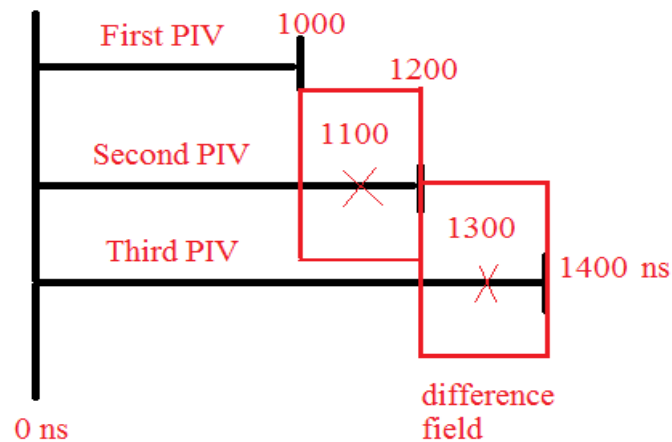 First PIV
1000
1200
1100
Second PIV
1300
Third PIV
1400 ns
difference
field
0 ns